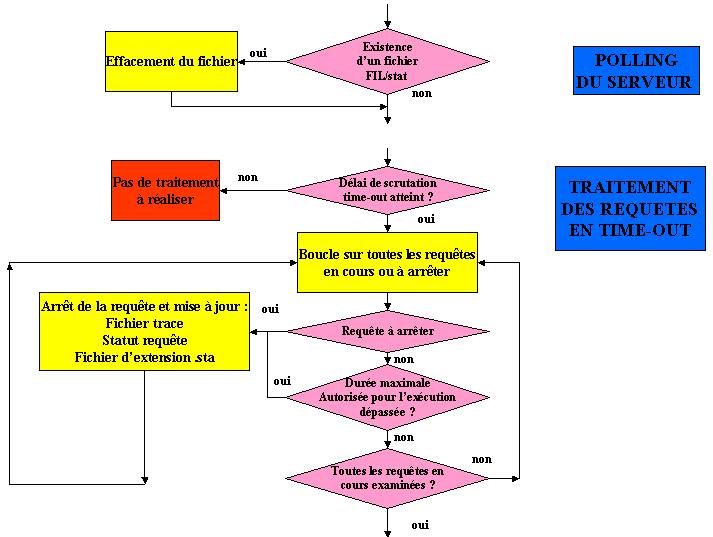 Existence
d'un fichier
FIL/stat
oui
Effacement du fichier
non
POLLING
DU SERVEUR
Délai de scrutation
time-out atteint ?
non
Pas de traitement
à réaliser
oui
TRAITEMENT
DES REQUETES
EN TIME-OUT
Boucle sur toutes les requêtes
en cours ou à arrêter
Requête à arrêter
oui
Arrêt de la requête et mise à jour :
Fichier trace
Statut requête
Fichier d'extension .sta
non
Durée maximale
Autorisée pour l'exécution
dépassée ?
oui
non
Toutes les requêtes en
cours examinées ?
non
oui